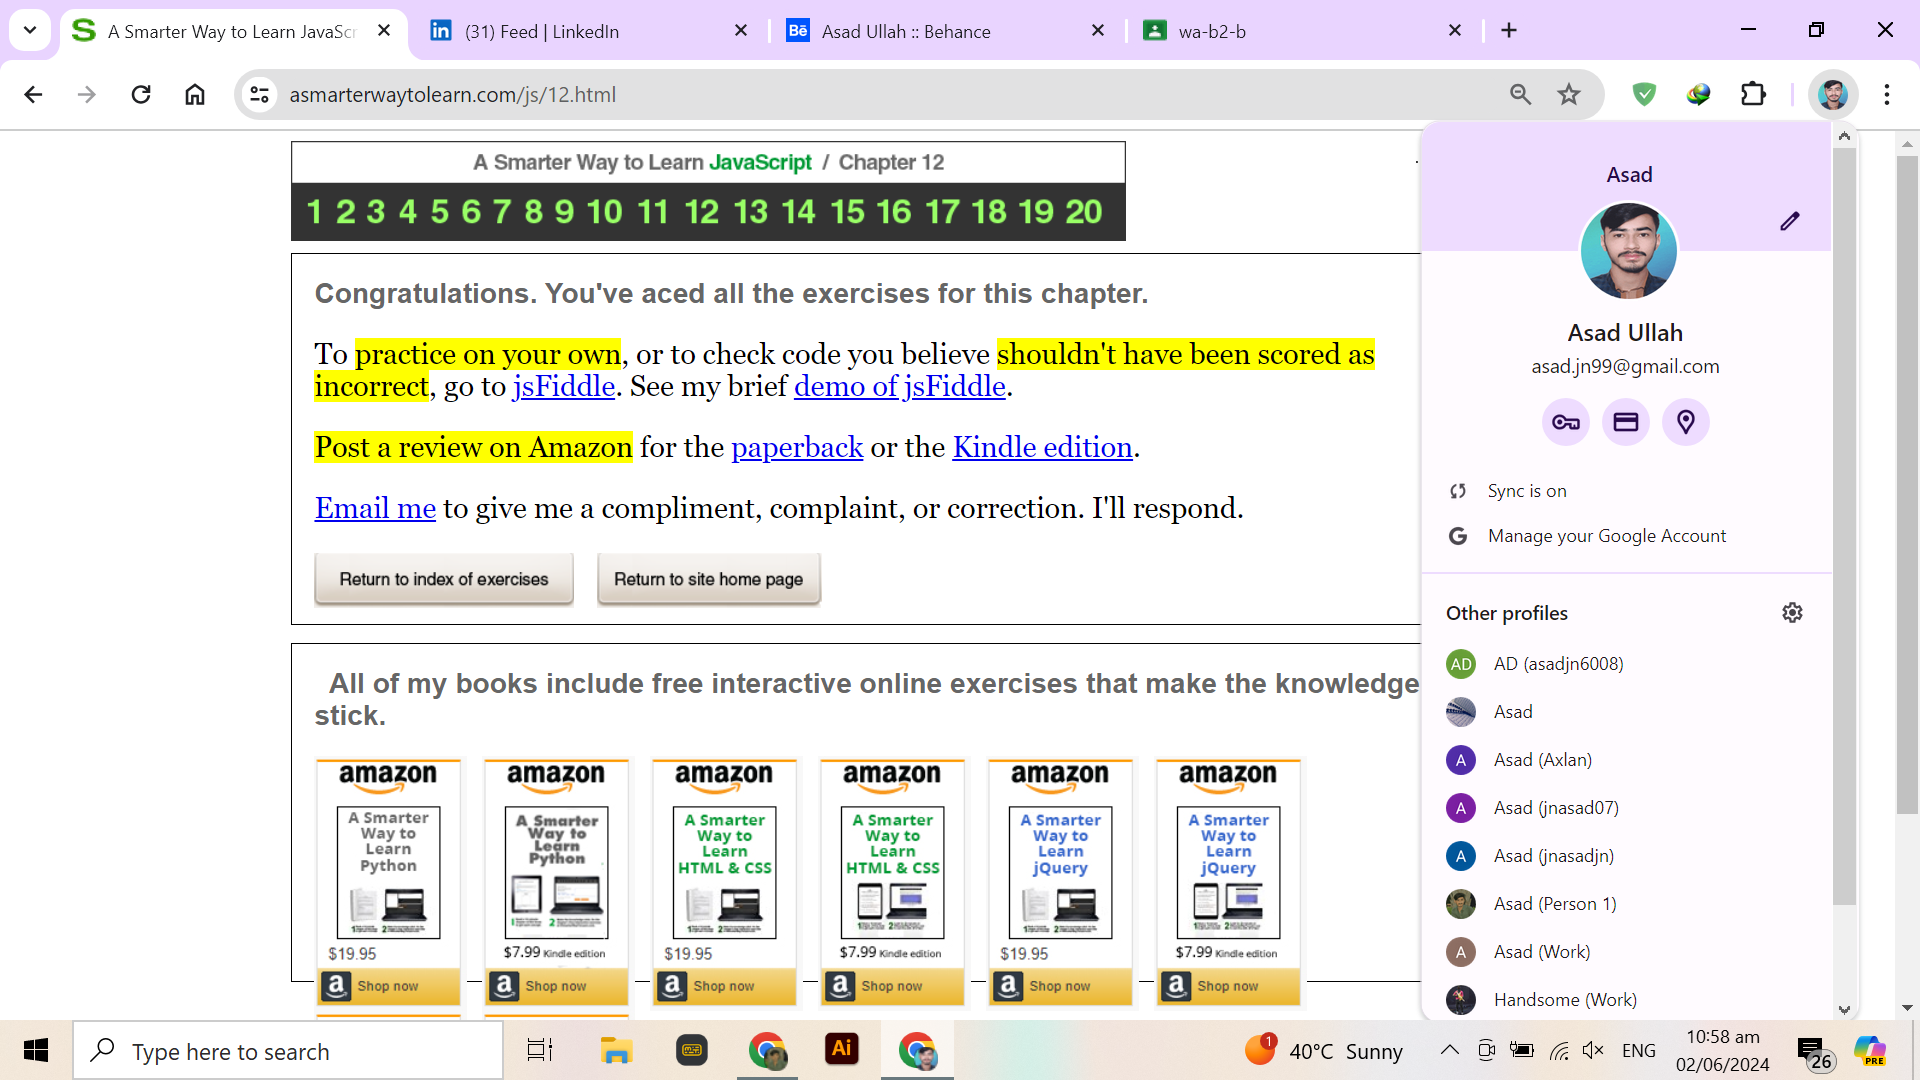 A Smarter Way to Learn JavaScr
(31) Feed | LinkedIn
Asad Ullah :: Behance
wa-b2-b
asmarterwaytolearn.com/js/12.html
A Smarter Way to Learn JavaScript / Chapter 12
1 2 3 4 5 6 7 8 9 10 11 12 13 14 15 16 17 18 19 20
Congratulations. You've aced all the exercises for this chapter.
To practice on your own, or to check code you believe shouldn't have been scored as
incorrect, go to jsFiddle. See my brief demo of jsFiddle.
Post a review on Amazon for the paperback or the Kindle edition.
Email me to give me a compliment, complaint, or correction. I'll respond.
Return to index of exercises
Return to site home page
All of my books include free interactive online exercises that make the knowledge
stick.
amazon
A Smarter
Way to
Learn
Python
$19.95
Shop now
amazon
A Smarter
Way to
Learn
Python
$7.99 Kindle edition
Shop now
amazon
A Smarter
Way to
Learn
HTML & CSS
$19.95
Shop now
amazon
A Smarter
Way to
Learn
HTML & CSS
$7.99 Kindle edition
Shop now
amazon
A Smarter
Way to
Learn
jQuery
$19.95
Shop now
amazon
A Smarter
Way to
Learn
jQuery
$7.99 Kindle edition
Shop now
Asad
Asad Ullah
asad.jn99@gmail.com
Sync is on
Manage your Google Account
Other profiles
AD AD (asadjn6008)
Asad
A Asad (Axlan)
A Asad (jnasad07)
A Asad (jnasadjn)
Asad (Person 1)
A Asad (Work)
Handsome (Work)
Type here to search
Ai
1
40°C Sunny
ENG
10:58 am
02/06/2024
26
PRE